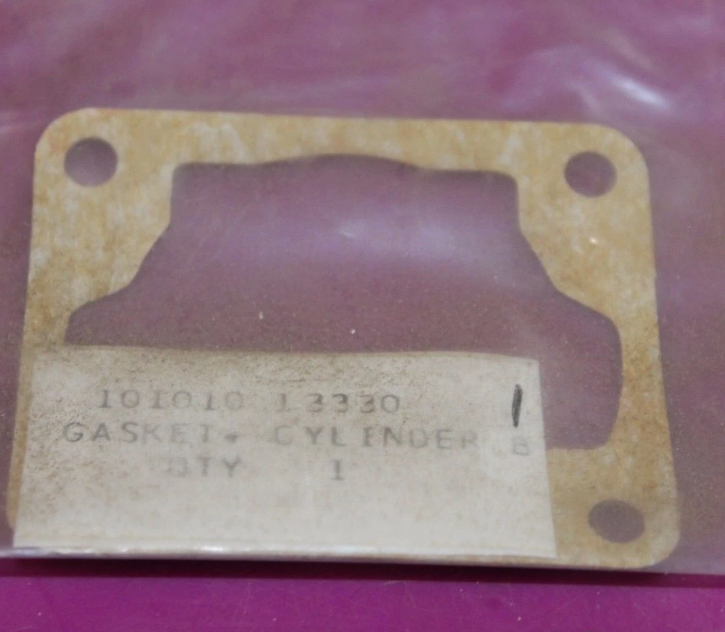 101010 13330 |
GASKET, CYLINDER B
QTY 1